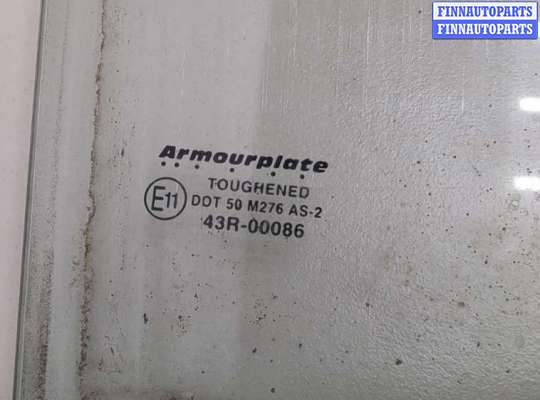 FINNAUTOPARTS
FINNAUTOPARTS
Armourplate
TOUGHENED
E11 DOT 50 M276 AS-2
43R-00086